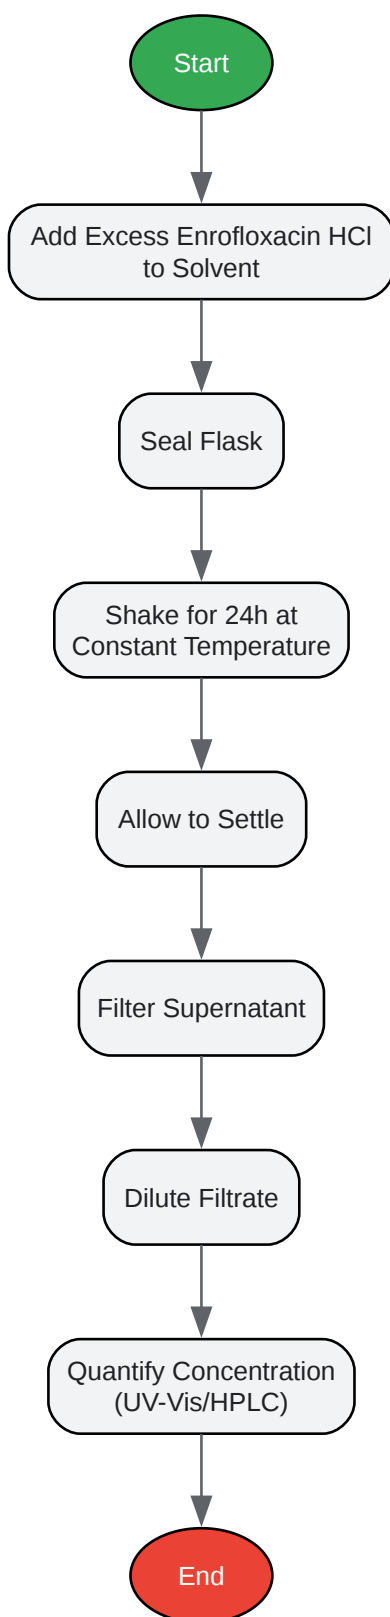 Start
Add Excess Enrofloxacin HCl
to Solvent
Seal Flask
Shake for 24h at
Constant Temperature
Allow to Settle
Filter Supernatant
Dilute Filtrate
Quantify Concentration
(UV-Vis/HPLC)
End